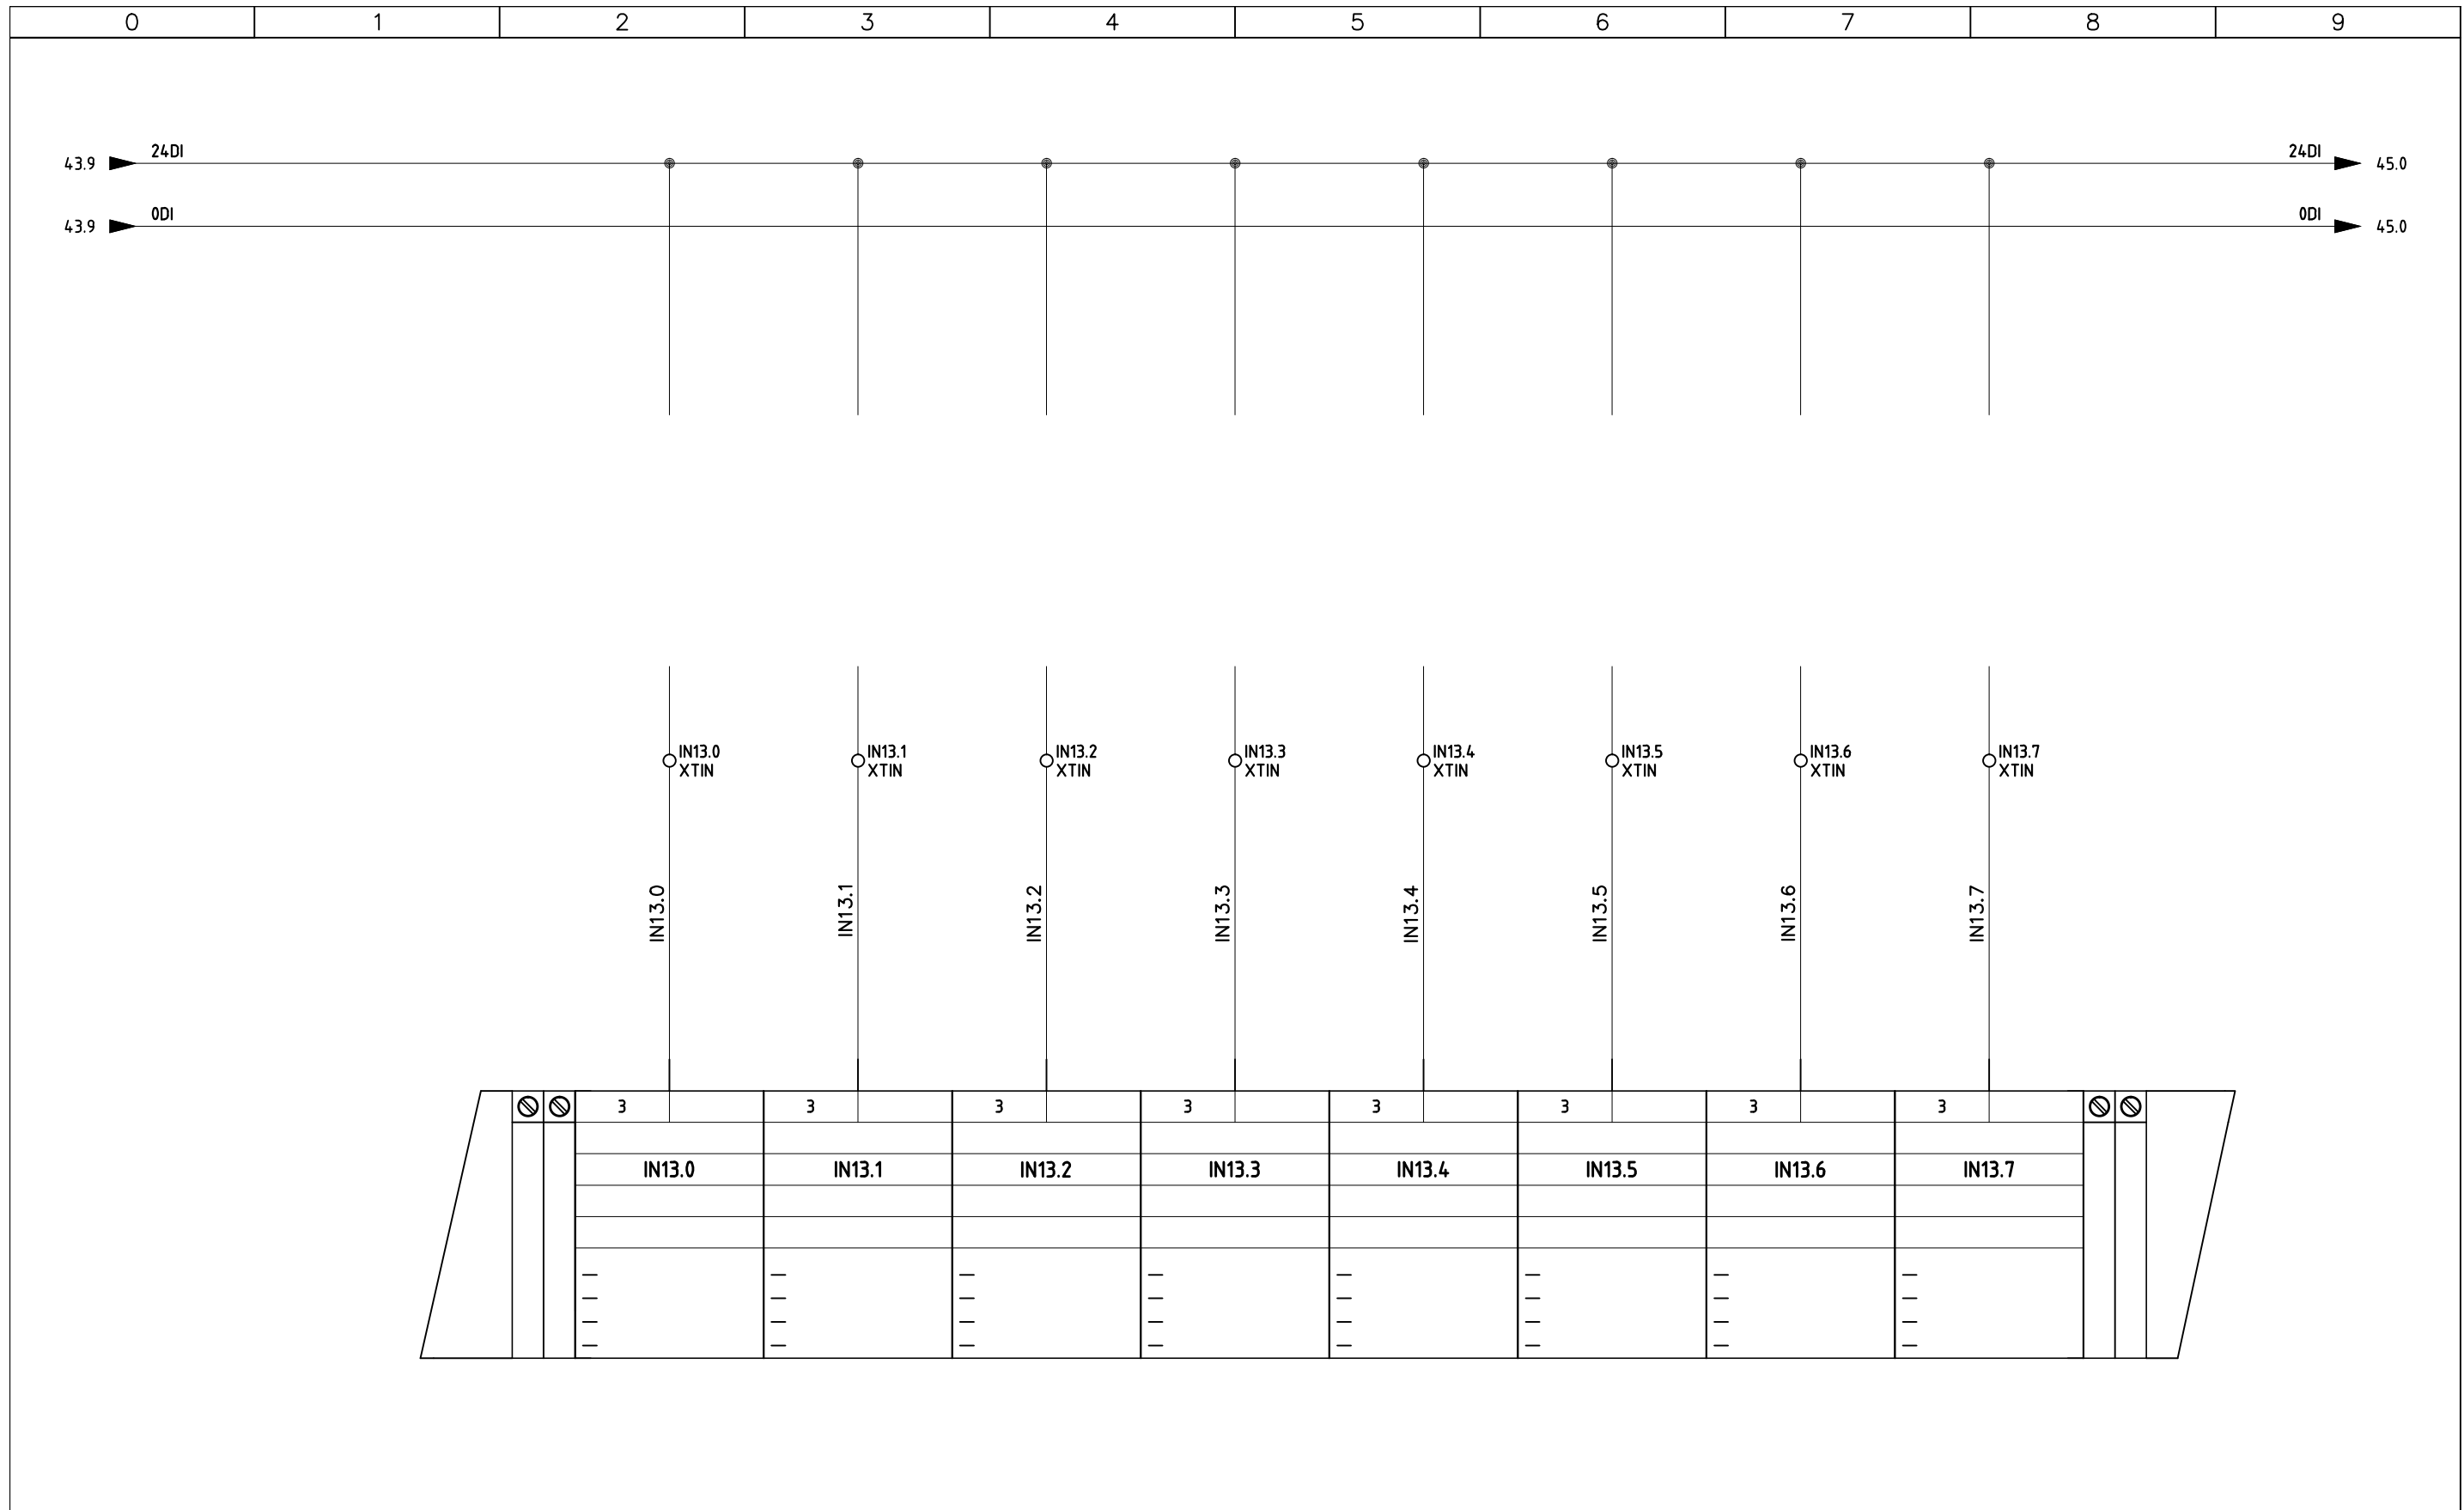 0 1 2 3 4 5 6 7 8 9
43.9 24DI 24DI 45.0
43.9 0DI 0DI 45.0
IN13.0 IN13.1 IN13.2 IN13.3 IN13.4 IN13.5 IN13.6 IN13.7
XTIN XTIN XTIN XTIN XTIN XTIN XTIN XTIN
IN13.0 IN13.1 IN13.2 IN13.3 IN13.4 IN13.5 IN13.6 IN13.7
3 3 3 3 3 3 3 3
IN13.0 IN13.1 IN13.2 IN13.3 IN13.4 IN13.5 IN13.6 IN13.7